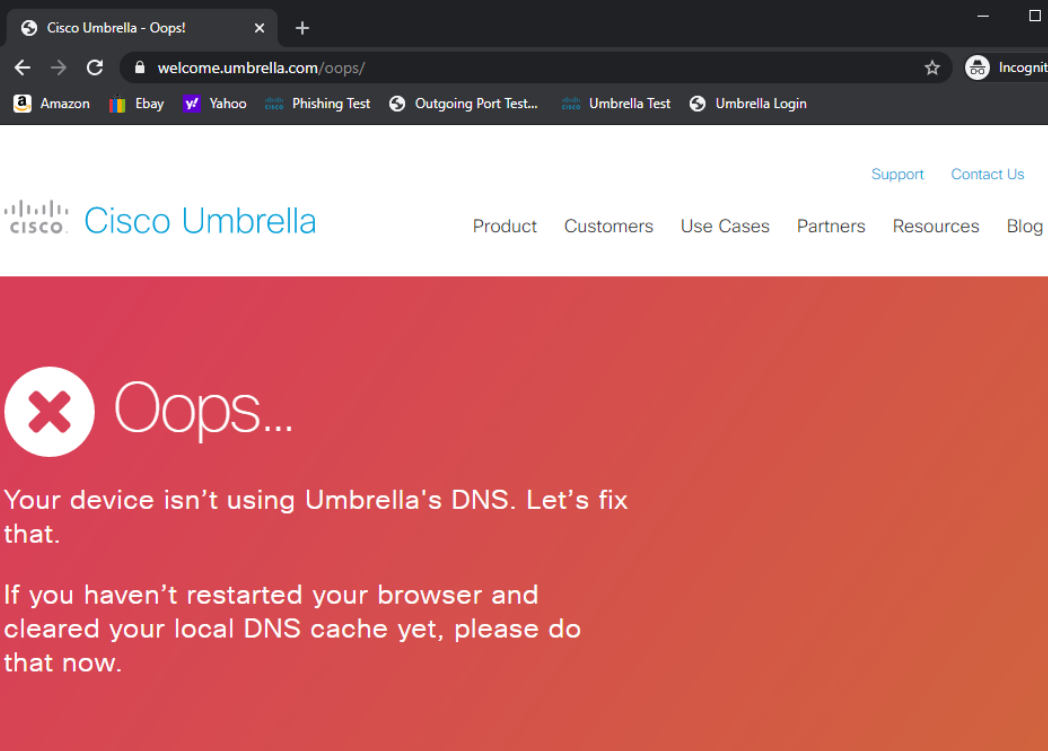 Cisco Umbrella - Oops!
welcome.umbrella.com/oops/
Incognit
Amazon Ebay Yahoo Phishing Test Outgoing Port Test... Umbrella Test Umbrella Login
Support Contact Us
CISCO. Cisco Umbrella
Product Customers Use Cases Partners Resources Blog
Oops...
Your device isn’t using Umbrella's DNS. Let’s fix
that.
If you haven’t restarted your browser and
cleared your local DNS cache yet, please do
that now.